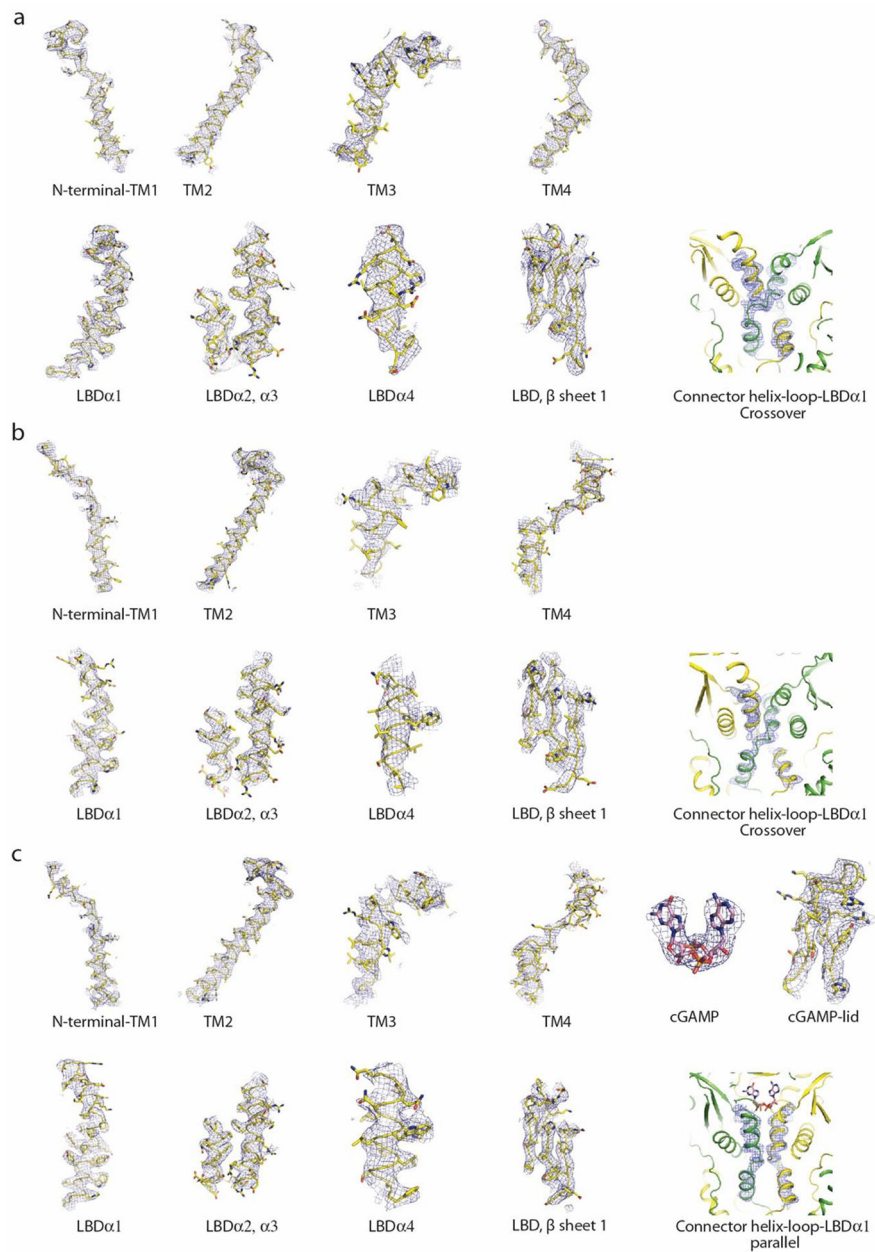 a
N-terminal-TM1 TM2 TM3 TM4
LBDα1 LBDα2, α3 LBDα4 LBD, β sheet 1 Connector helix-loop-LBDα1
Crossover
b
N-terminal-TM1 TM2 TM3 TM4
LBDα1 LBDα2, α3 LBDα4 LBD, β sheet 1 Connector helix-loop-LBDα1
Crossover
c
N-terminal-TM1 TM2 TM3 TM4 cGAMP cGAMP-lid
LBDα1 LBDα2, α3 LBDα4 LBD, β sheet 1 Connector helix-loop-LBDα1
parallel